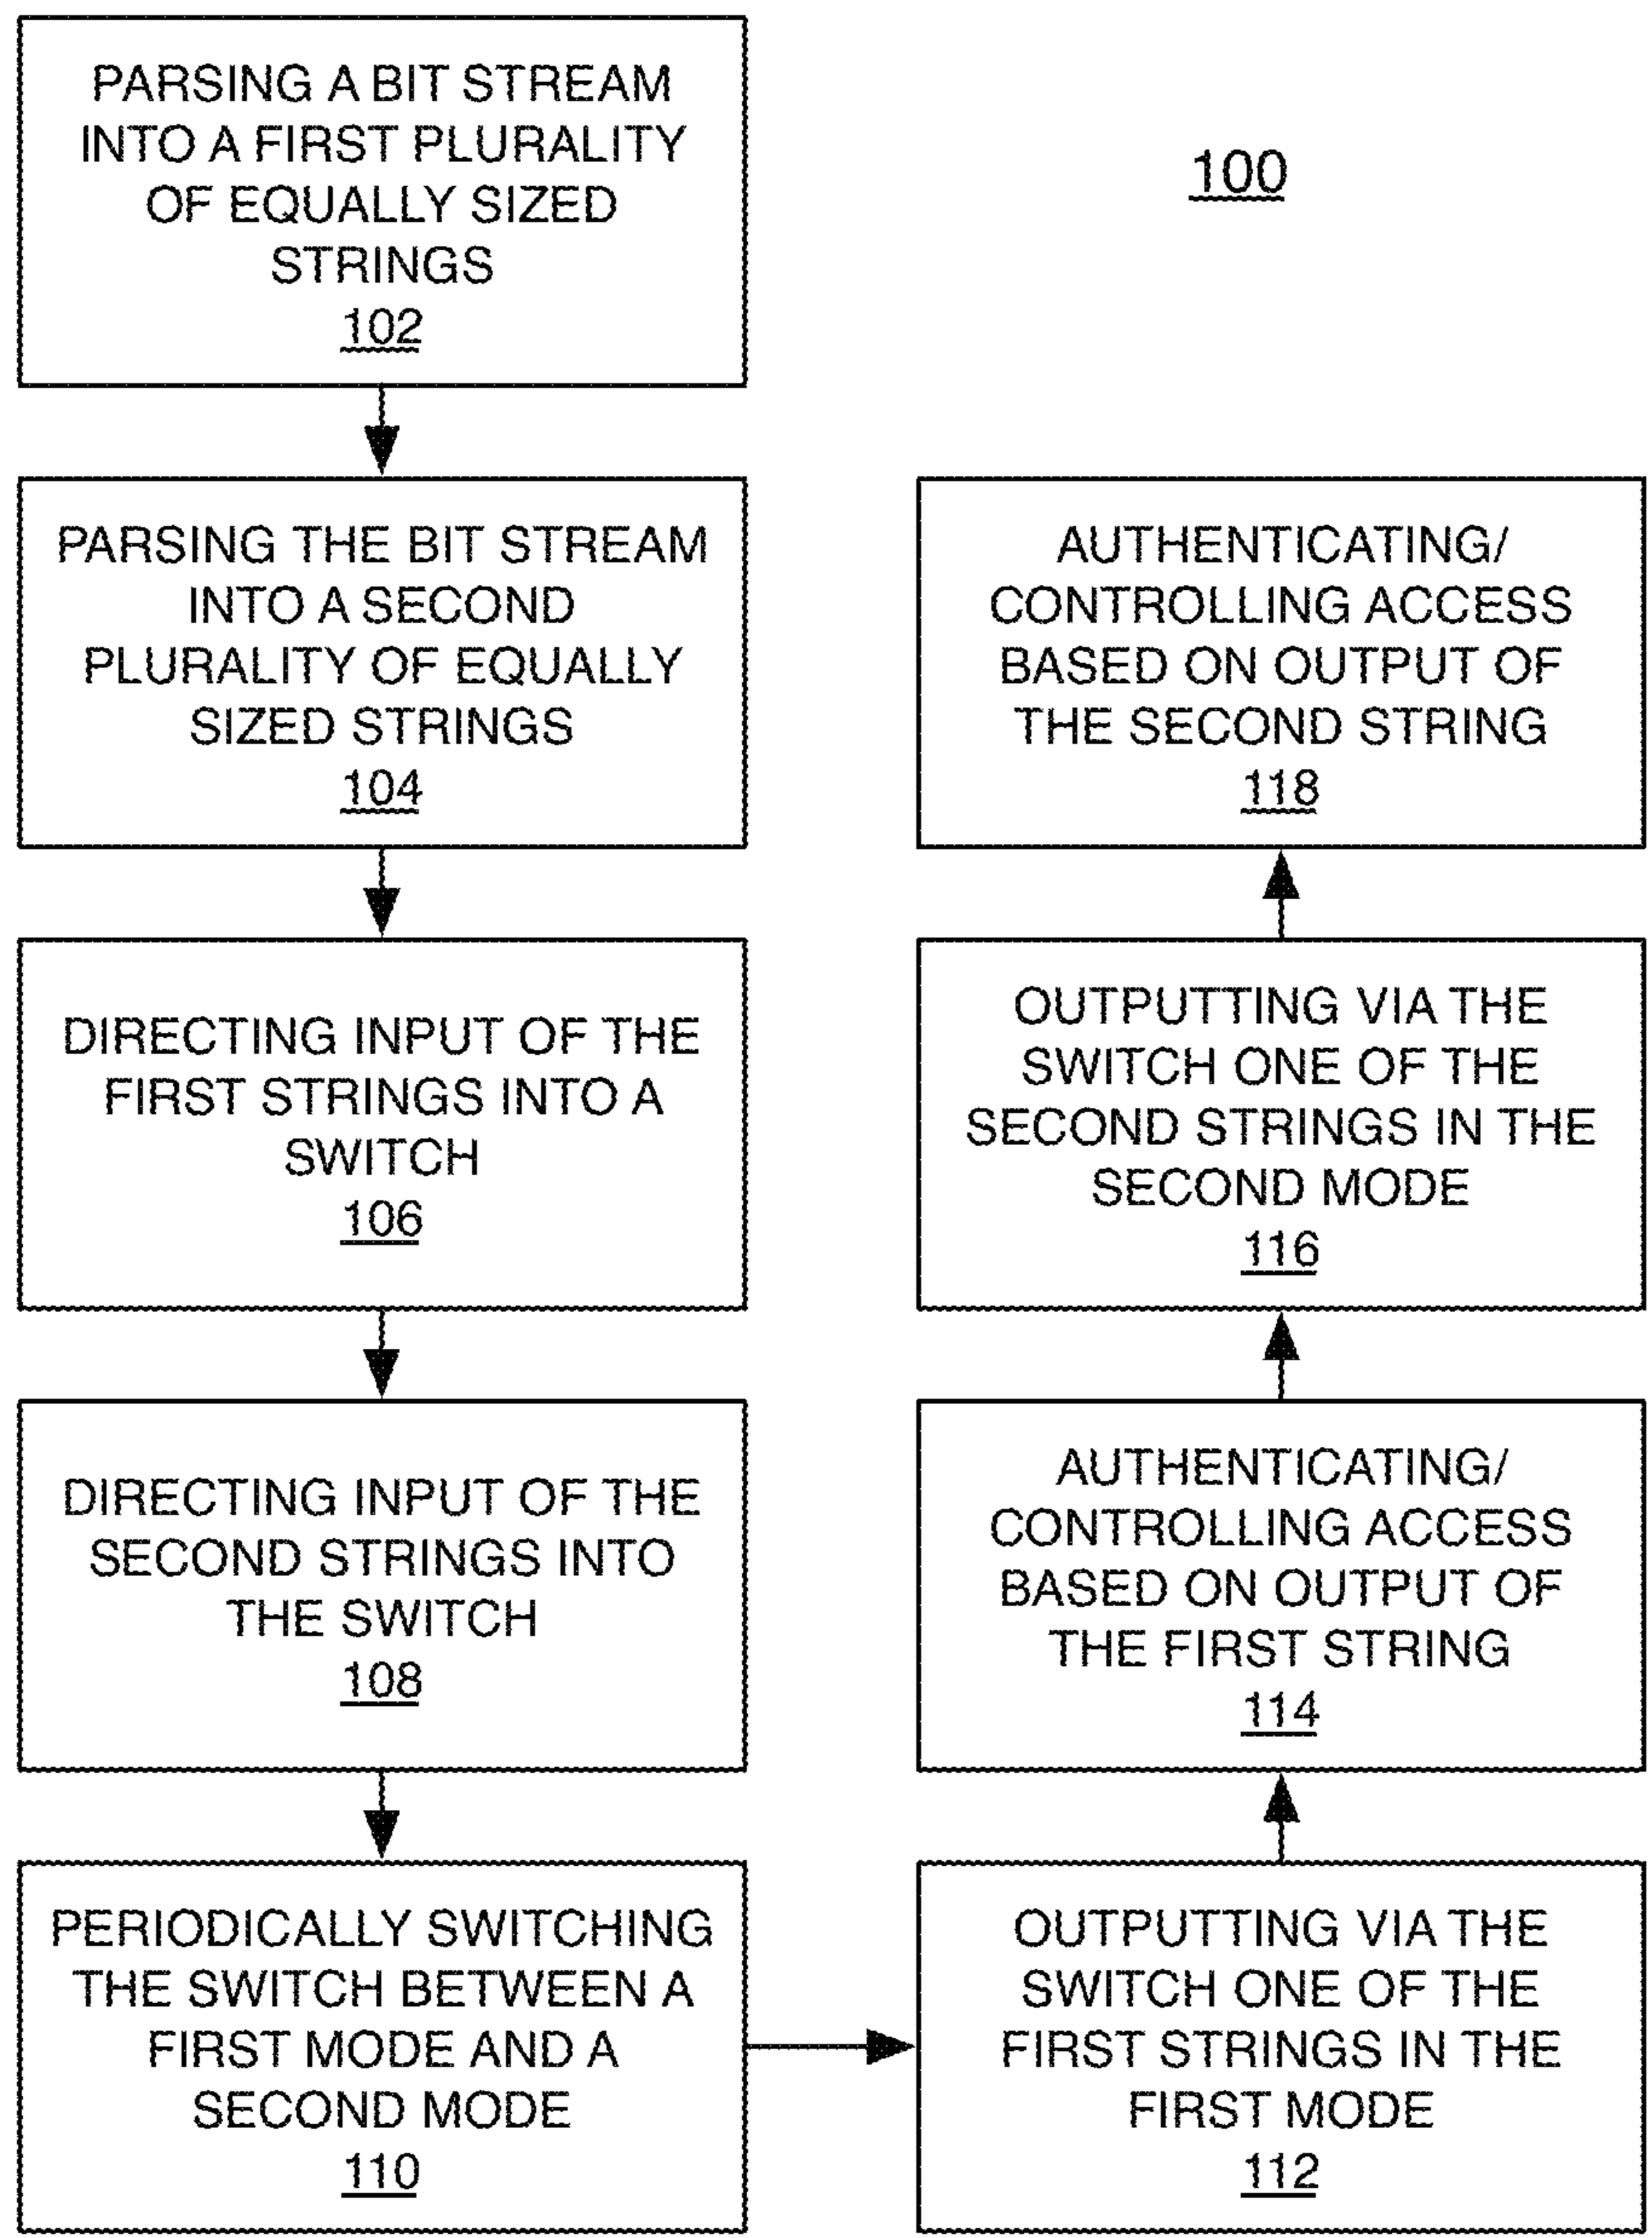 PARSING A BIT STREAM
INTO A FIRST PLURALITY
OF EQUALLY SIZED
STRINGS
102
100
PARSING THE BIT STREAM
INTO A SECOND
PLURALITY OF EQUALLY
SIZED STRINGS
104
DIRECTING INPUT OF THE
FIRST STRINGS INTO A
SWITCH
106
DIRECTING INPUT OF THE
SECOND STRINGS INTO
THE SWITCH
108
PERIODICALLY SWITCHING
THE SWITCH BETWEEN A
FIRST MODE AND A
SECOND MODE
110
OUTPUTTING VIA THE
SWITCH ONE OF THE
FIRST STRINGS IN THE
FIRST MODE
112
AUTHENTICATING/
CONTROLLING ACCESS
BASED ON OUTPUT OF
THE FIRST STRING
114
OUTPUTTING VIA THE
SWITCH ONE OF THE
SECOND STRINGS IN THE
SECOND MODE
116
AUTHENTICATING/
CONTROLLING ACCESS
BASED ON OUTPUT OF
THE SECOND STRING
118